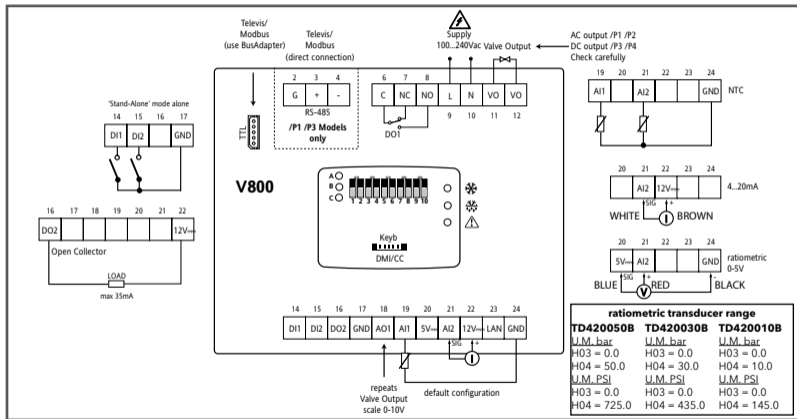 Televis/
Modbus
(use BusAdapter)
Televis/
Modbus
(direct connection)
Supply
100...240Vac
Valve Output
AC output /P1 /P2
DC output /P3 /P4
Check carefully
2 3 4
G + -
RS-485
/P1 /P3 Models
only
TTL
6 7 8
C NC NO L N VO VO
9 10 11 12
DO1
'Stand-Alone' mode alone
14 15 16 17
DI1 DI2 GND
16 17 18 19 20 21 22
DO2 12V
Open Collector
LOAD
max 35mA
V800
A
B
C
1 2 3 4 5 6 7 8 9 10
Keyb
DMI/CC
14 15 16 17 18 19 20 21 22 23 24
DI1 DI2 DO2 GND AO1 AI1 5V AI2 12V LAN GND
SIG +
I
repeats
Valve Output
scale 0-10V
default configuration
19 20 21 22 23 24
AI1 AI2 GND
NTC
20 21 22 23 24
AI2 12V
4...20mA
SIG +
WHITE I BROWN
20 21 22 23 24
5V AI2 GND
ratiometric
0-5V
SIG + -
BLUE V RED BLACK
ratiometric transducer range
TD420050B TD420030B TD420010B
U.M. bar U.M. bar U.M. bar
H03 = 0.0 H03 = 0.0 H03 = 0.0
H04 = 50.0 H04 = 30.0 H04 = 10.0
U.M. PSI U.M. PSI U.M. PSI
H03 = 0.0 H03 = 0.0 H03 = 0.0
H04 = 725.0 H04 = 435.0 H04 = 145.0